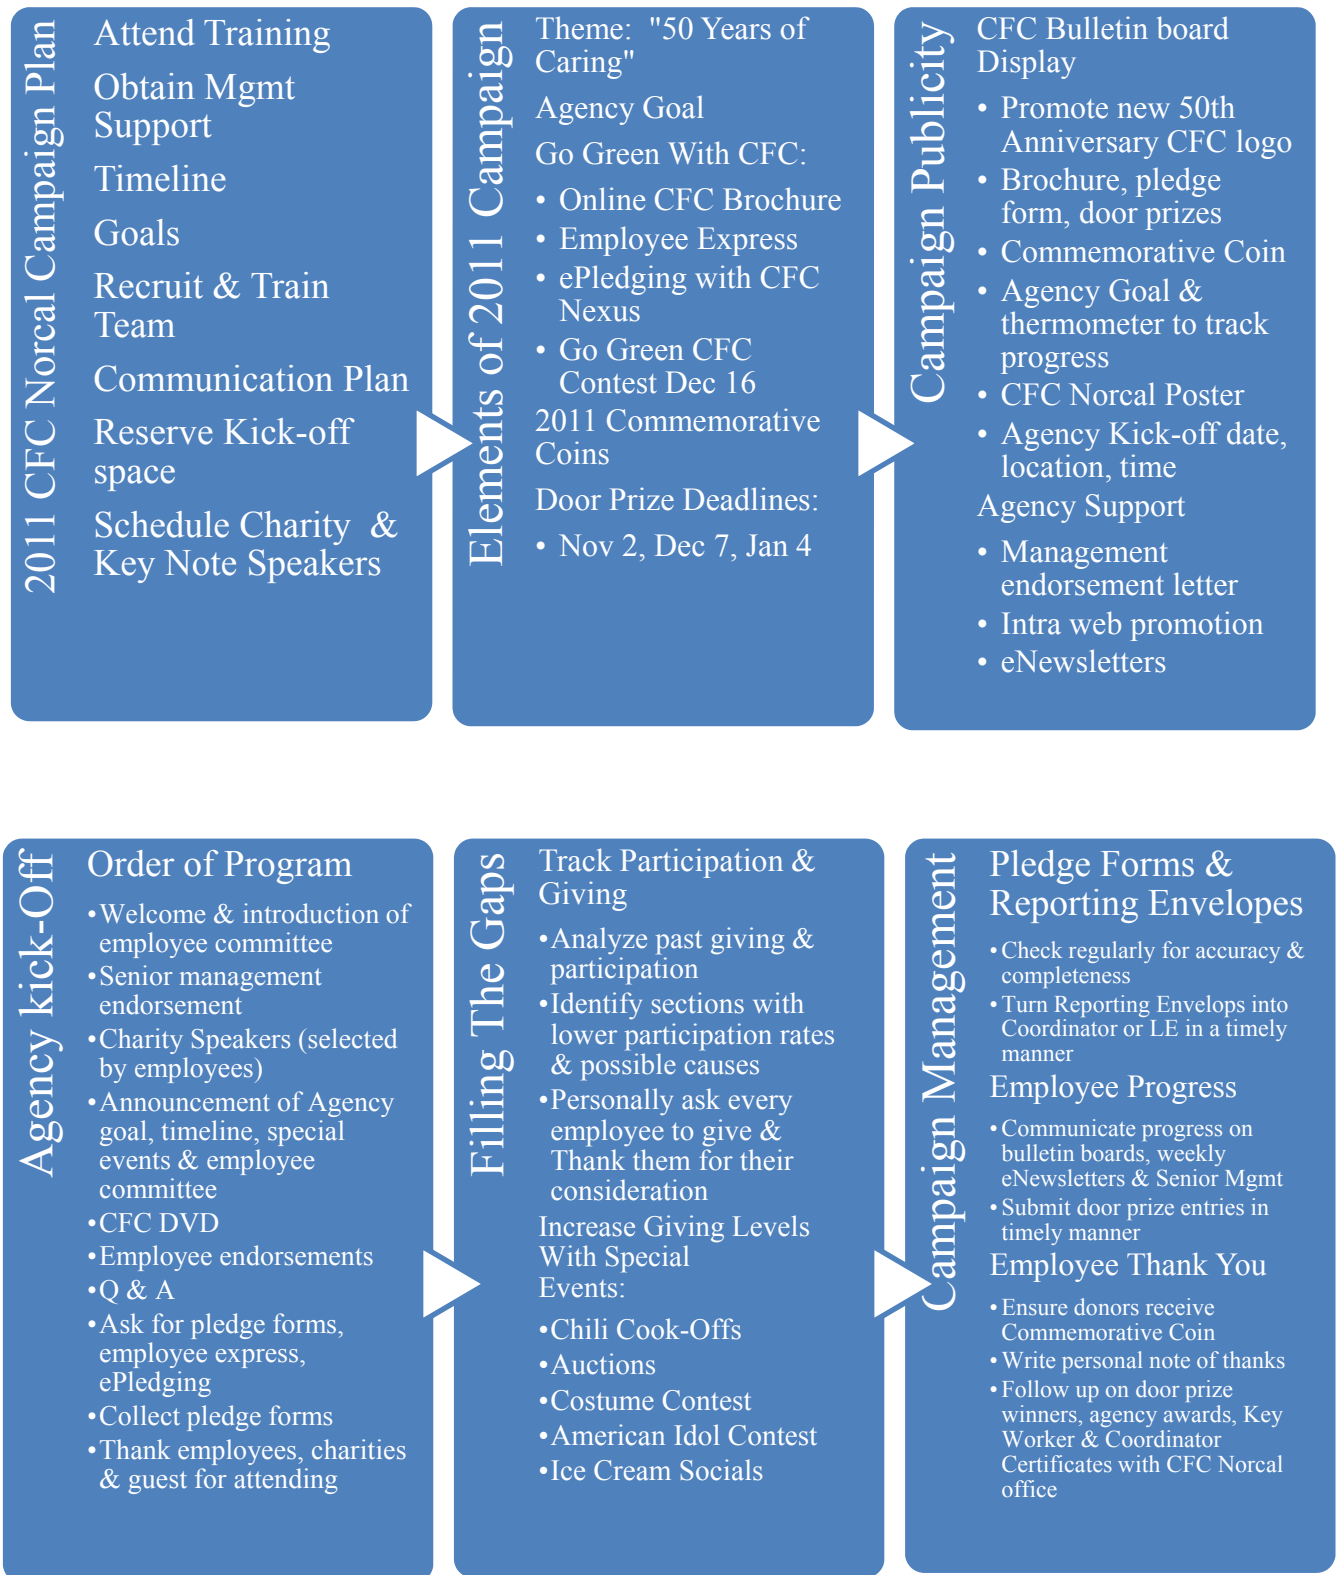 2011 CFC Norcal Campaign Plan
Attend Training
Obtain Mgmt
Support
Timeline
Goals
Recruit & Train
Team
Communication Plan
Reserve Kick-off
space
Schedule Charity  &
Key Note Speakers
Elements of 2011 Campaign
Theme:  "50 Years of
Caring"
Agency Goal
Go Green With CFC:
• Online CFC Brochure
• Employee Express
• ePledging with CFC
Nexus
• Go Green CFC
Contest Dec 16
2011 Commemorative
Coins
Door Prize Deadlines:
• Nov 2, Dec 7, Jan 4
Campaign Publicity
CFC Bulletin board
Display
• Promote new 50th
Anniversary CFC logo
• Brochure, pledge
form, door prizes
• Commemorative Coin
• Agency Goal &
thermometer to track
progress
• CFC Norcal Poster
• Agency Kick-off date,
location, time
Agency Support
• Management
endorsement letter
• Intra web promotion
• eNewsletters
Agency kick-Off
Order of Program
•Welcome & introduction of
employee committee
•Senior management
endorsement
•Charity Speakers (selected
by employees)
•Announcement of Agency
goal, timeline, special
events & employee
committee
•CFC DVD
•Employee endorsements
•Q & A
•Ask for pledge forms,
employee express,
ePledging
•Collect pledge forms
•Thank employees, charities
& guest for attending
Filling The Gaps
Track Participation &
Giving
•Analyze past giving &
participation
•Identify sections with
lower participation rates
& possible causes
•Personally ask every
employee to give &
Thank them for their
consideration
Increase Giving Levels
With Special
Events:
•Chili Cook-Offs
•Auctions
•Costume Contest
•American Idol Contest
•Ice Cream Socials
Campaign Management
Pledge Forms &
Reporting Envelopes
•Check regularly for accuracy &
completeness
•Turn Reporting Envelops into
Coordinator or LE in a timely
manner
Employee Progress
•Communicate progress on
bulletin boards, weekly
eNewsletters & Senior Mgmt
•Submit door prize entries in
timely manner
Employee Thank You
•Ensure donors receive
Commemorative Coin
•Write personal note of thanks
•Follow up on door prize
winners, agency awards, Key
Worker & Coordinator
Certificates with CFC Norcal
office